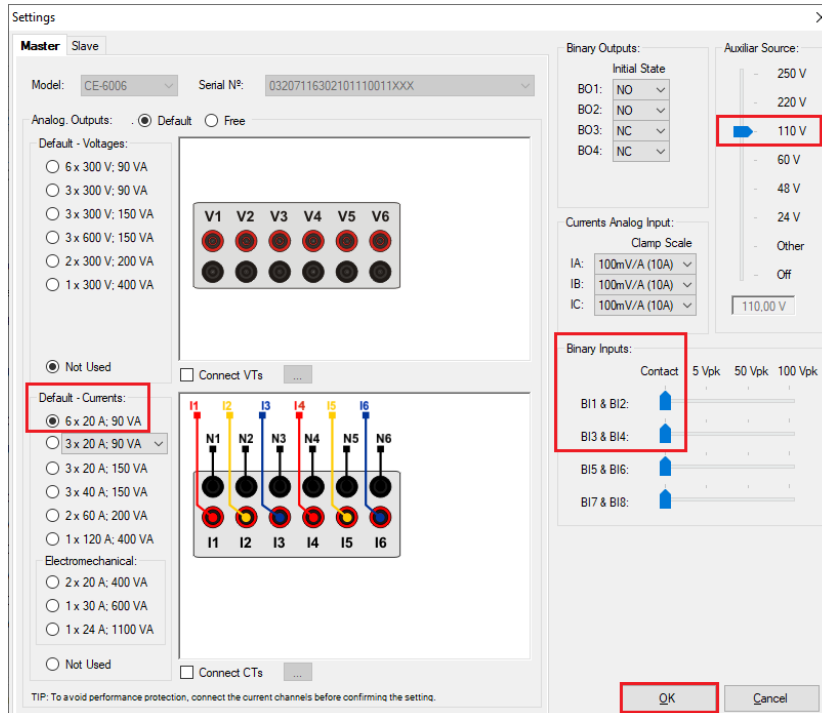 Settings
Master Slave
Model: CE-6006 Serial Nº: 03207116302101110011XXX
Analog. Outputs: . Default Free
Default - Voltages:
6 x 300 V; 90 VA
3 x 300 V; 90 VA
3 x 300 V; 150 VA
3 x 600 V; 150 VA
2 x 300 V; 200 VA
1 x 300 V; 400 VA
Not Used
V1 V2 V3 V4 V5 V6
Connect VTs ...
Default - Currents:
6 x 20 A; 90 VA
3 x 20 A; 90 VA
3 x 20 A; 150 VA
3 x 40 A; 150 VA
2 x 60 A; 200 VA
1 x 120 A; 400 VA
Electromechanical:
2 x 20 A; 400 VA
1 x 30 A; 600 VA
1 x 24 A; 1100 VA
Not Used
I1 I2 I3 I4 I5 I6
N1 N2 N3 N4 N5 N6
I1 I2 I3 I4 I5 I6
Connect CTs ...
TIP: To avoid performance protection, connect the current channels before confirming the setting.
Binary Outputs:
Initial State
BO1: NO
BO2: NO
BO3: NC
BO4: NC
Auxiliar Source:
250 V
220 V
110 V
60 V
48 V
24 V
Other
Off
110,00 V
Currents Analog Input:
Clamp Scale
IA: 100mV/A (10A)
IB: 100mV/A (10A)
IC: 100mV/A (10A)
Binary Inputs:
Contact 5 Vpk 50 Vpk 100 Vpk
BI1 & BI2:
BI3 & BI4:
BI5 & BI6:
BI7 & BI8:
OK Cancel